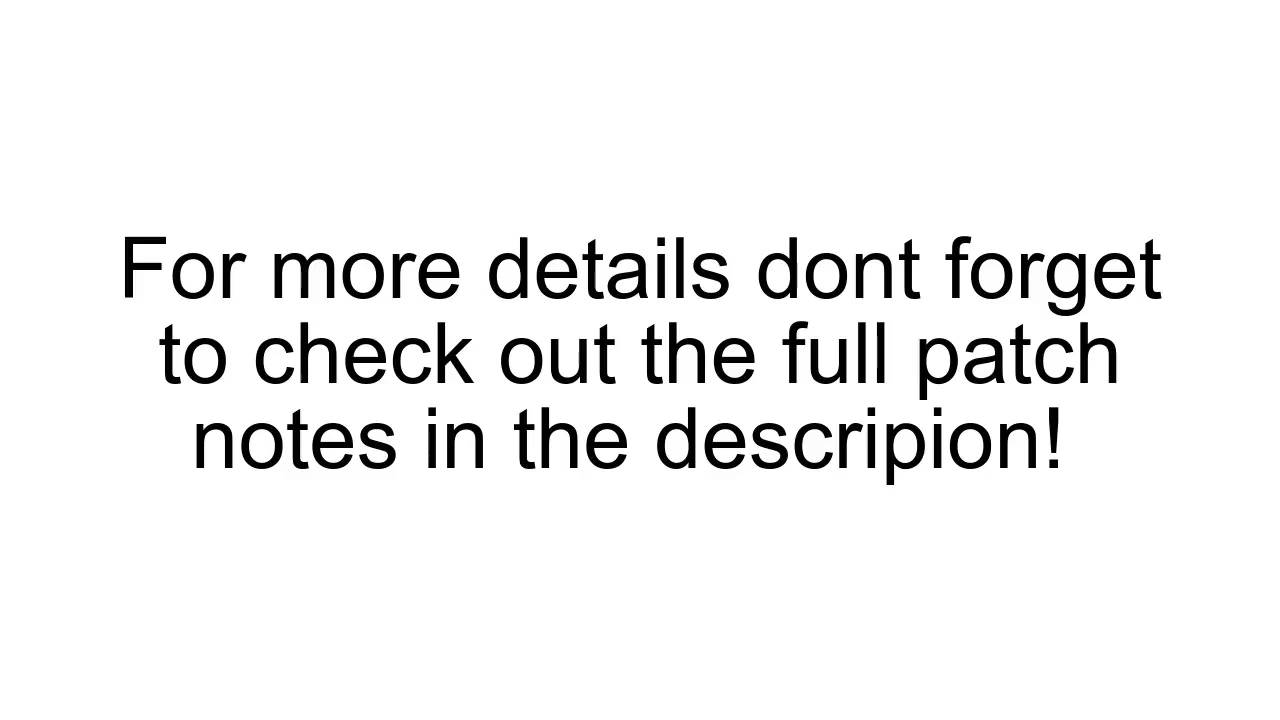 For more details dont forget
to check out the full patch
notes in the descripion!